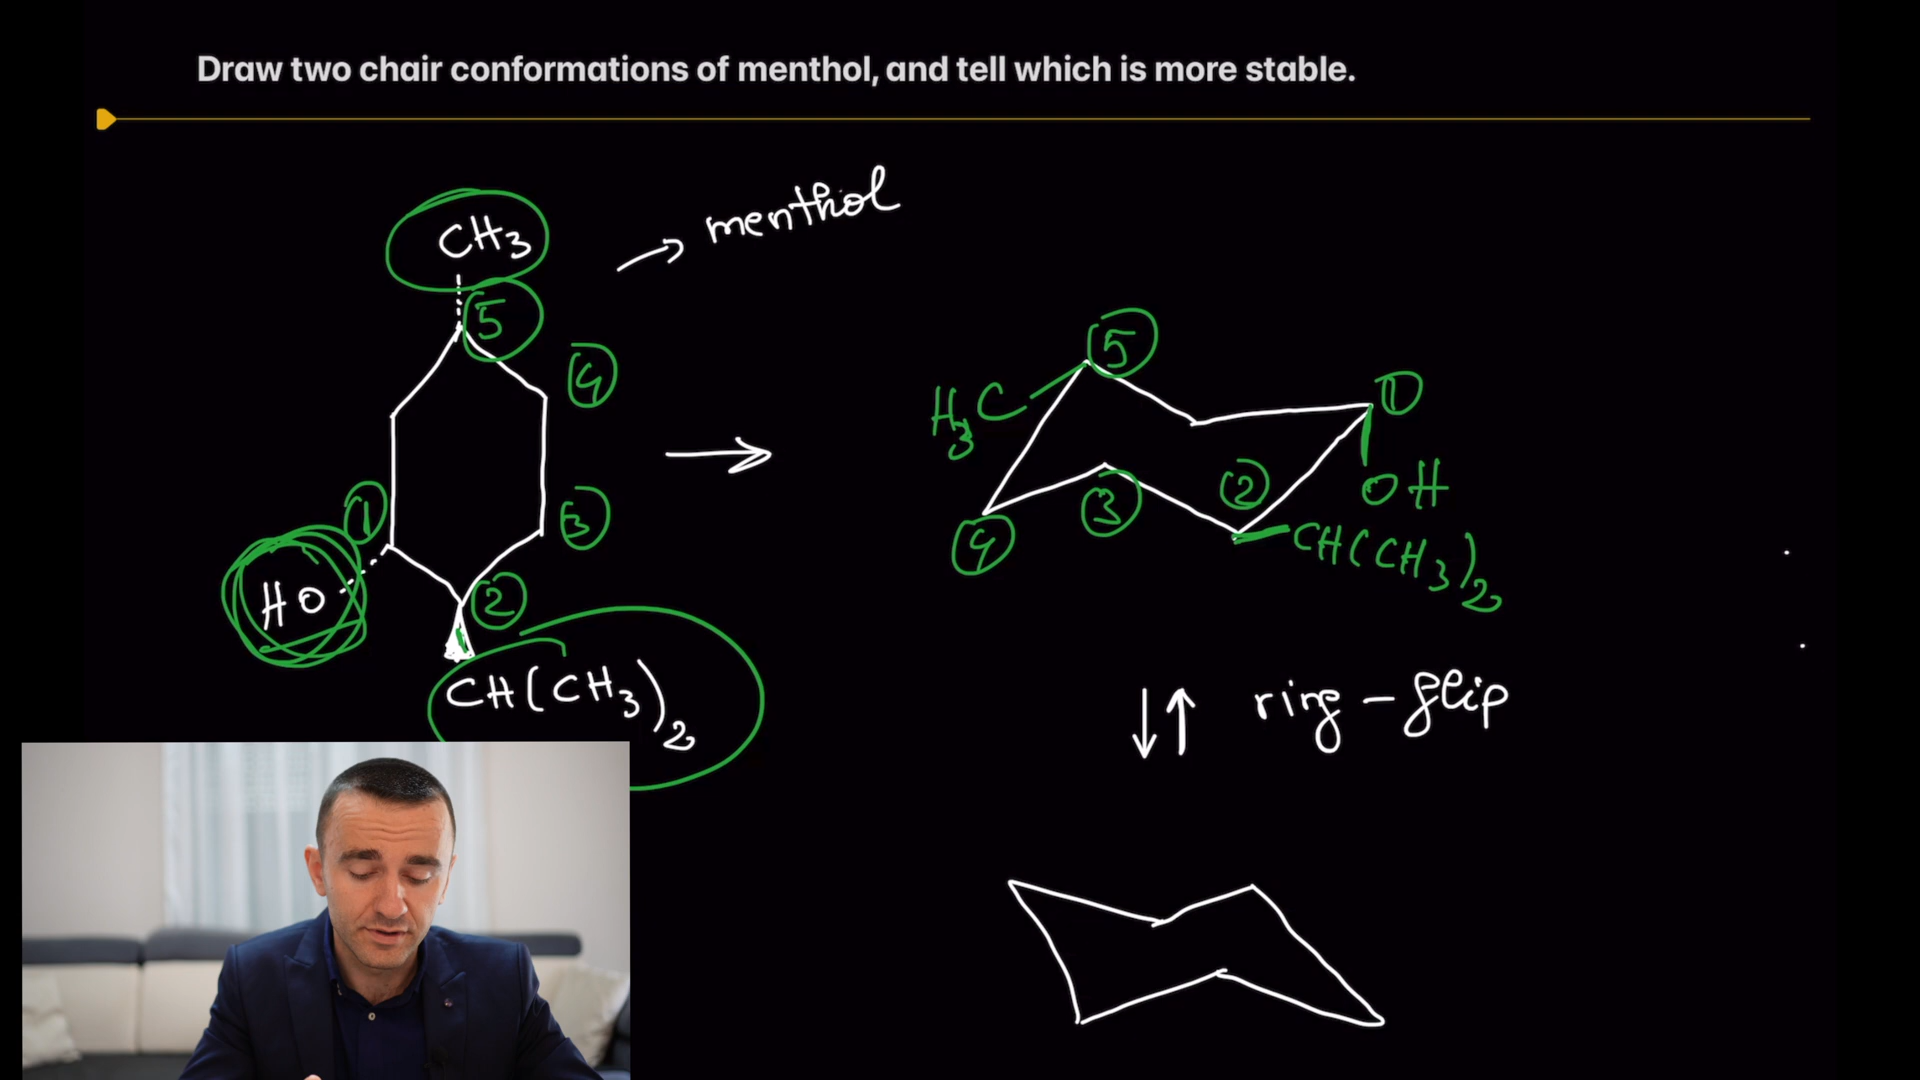 Draw two chair conformations of menthol, and tell which is more stable.
CH3
→ menthol
5
4
1
3
HO
2
CH(CH3)2
→
5
1
H3C
2
OH
3
4
CH(CH3)2
↓↑ ring-flip